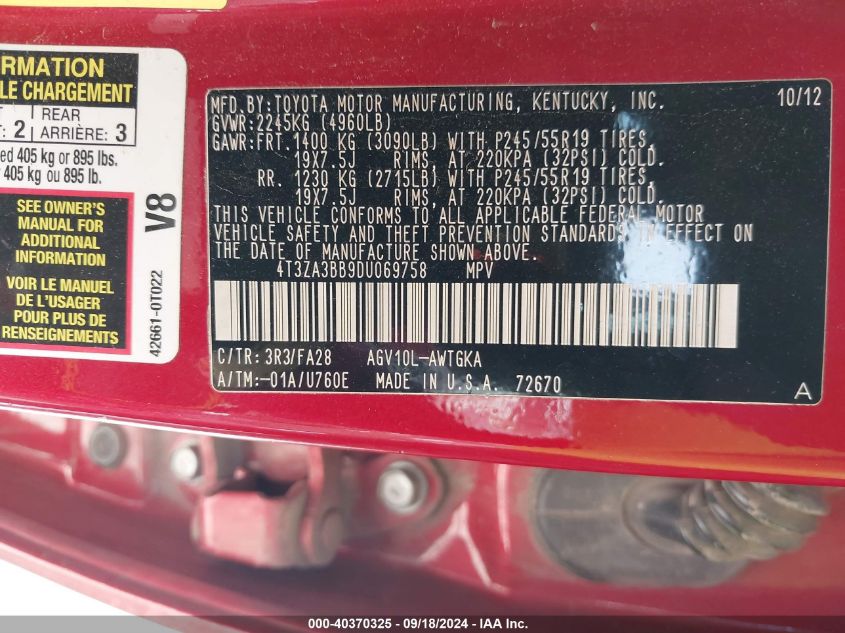 RMATION
LE CHARGEMENT
REAR
2 ARRIÈRE: 3
ed 405 kg or 895 lbs.
405 kg ou 895 lb.
SEE OWNER'S
MANUAL FOR
ADDITIONAL
INFORMATION
VOIR LE MANUEL
DE L'USAGER
POUR PLUS DE
RENSEIGNEMENTS
V8
42661-0T022
MFD.BY:TOYOTA MOTOR MANUFACTURING, KENTUCKY, INC. 10/12
GVWR:2245KG (4960LB)
GAWR:FRT.1400 KG (3090LB) WITH P245/55R19 TIRES,
19X7.5J RIMS, AT 220KPA (32PSI) COLD.
RR. 1230 KG (2715LB) WITH P245/55R19 TIRES,
19X7.5J RIMS, AT 220KPA (32PSI) COLD.
THIS VEHICLE CONFORMS TO ALL APPLICABLE FEDERAL MOTOR
VEHICLE SAFETY AND THEFT PREVENTION STANDARDS IN EFFECT ON
THE DATE OF MANUFACTURE SHOWN ABOVE.
4T3ZA3BB9DU069758 MPV
C/TR: 3R3/FA28 AGV10L-AWTGKA
A/TM:-01A/U760E MADE IN U.S.A. 72670 A
000-40370325 - 09/18/2024 - IAA Inc.